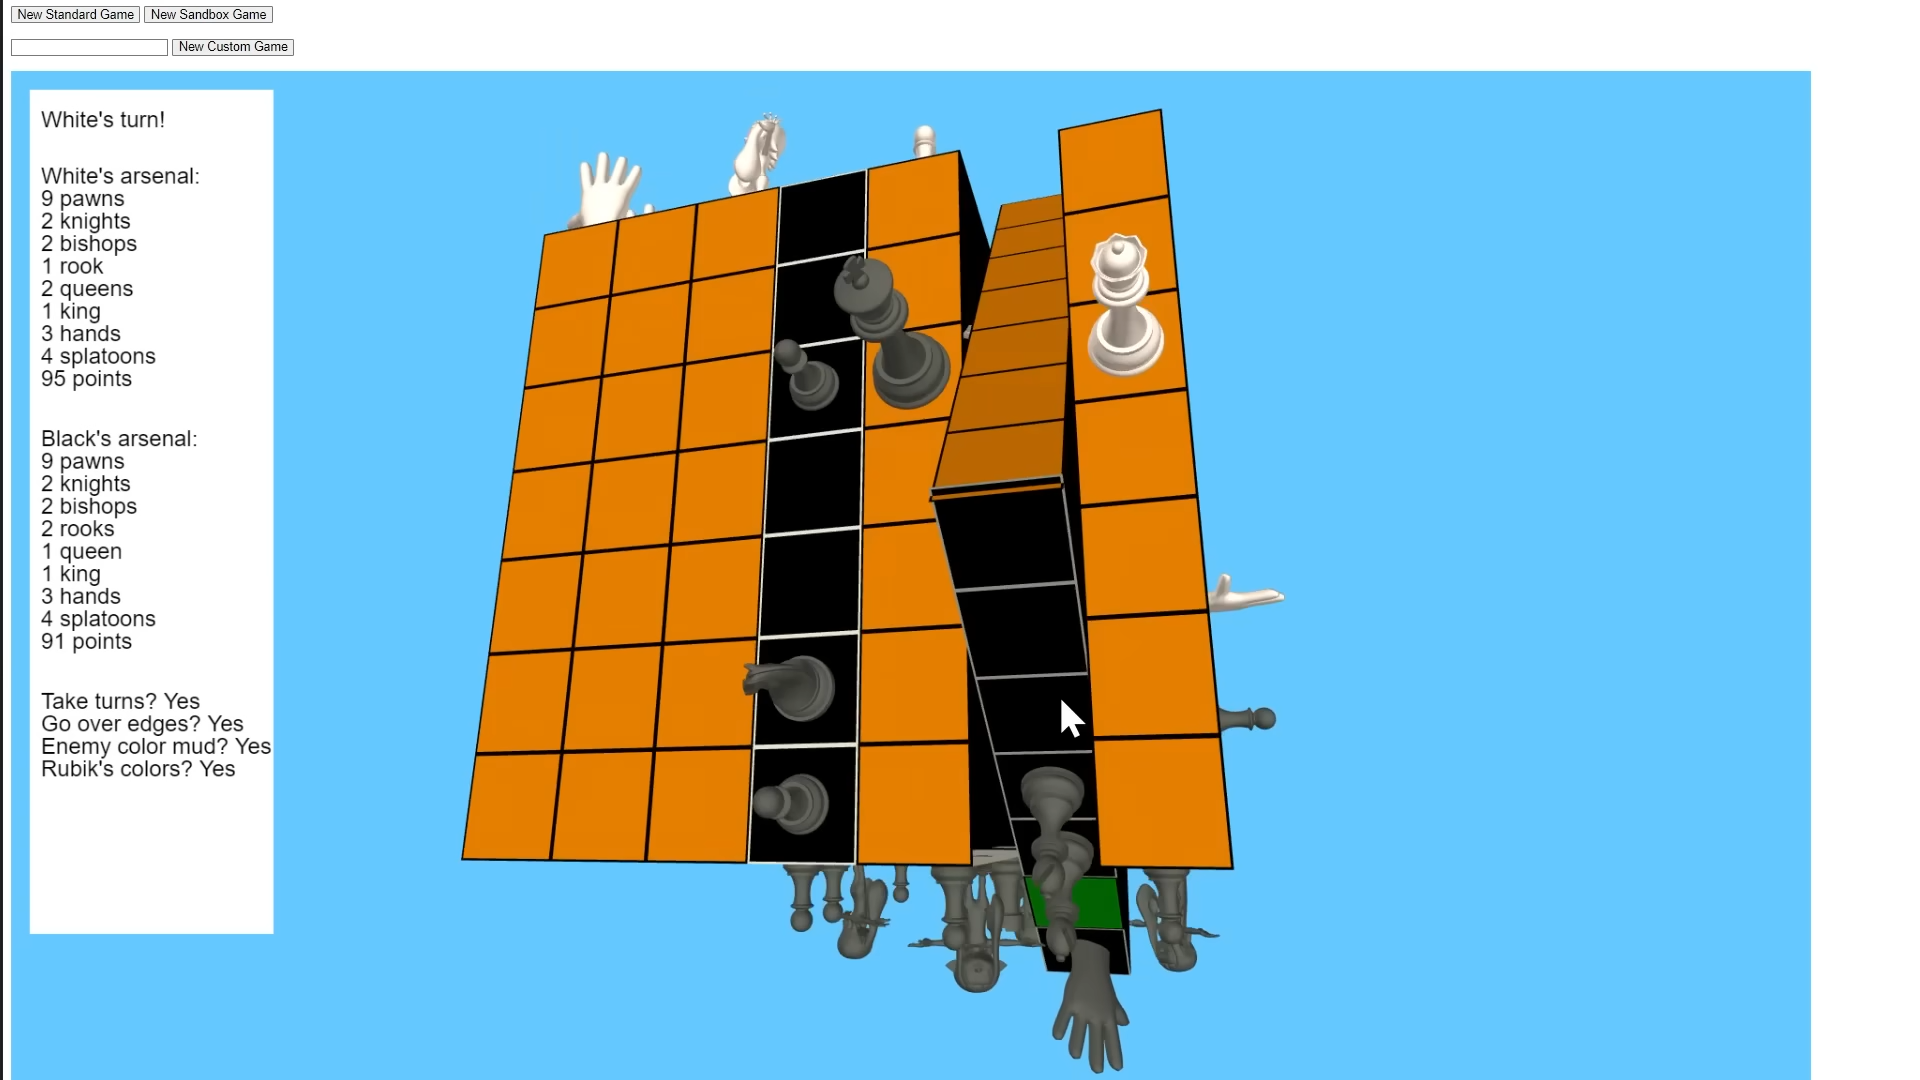 New Standard Game New Sandbox Game
New Custom Game
White's turn!
White's arsenal:
9 pawns
2 knights
2 bishops
1 rook
2 queens
1 king
3 hands
4 splatoons
95 points
Black's arsenal:
9 pawns
2 knights
2 bishops
2 rooks
1 queen
1 king
3 hands
4 splatoons
91 points
Take turns? Yes
Go over edges? Yes
Enemy color mud? Yes
Rubik's colors? Yes